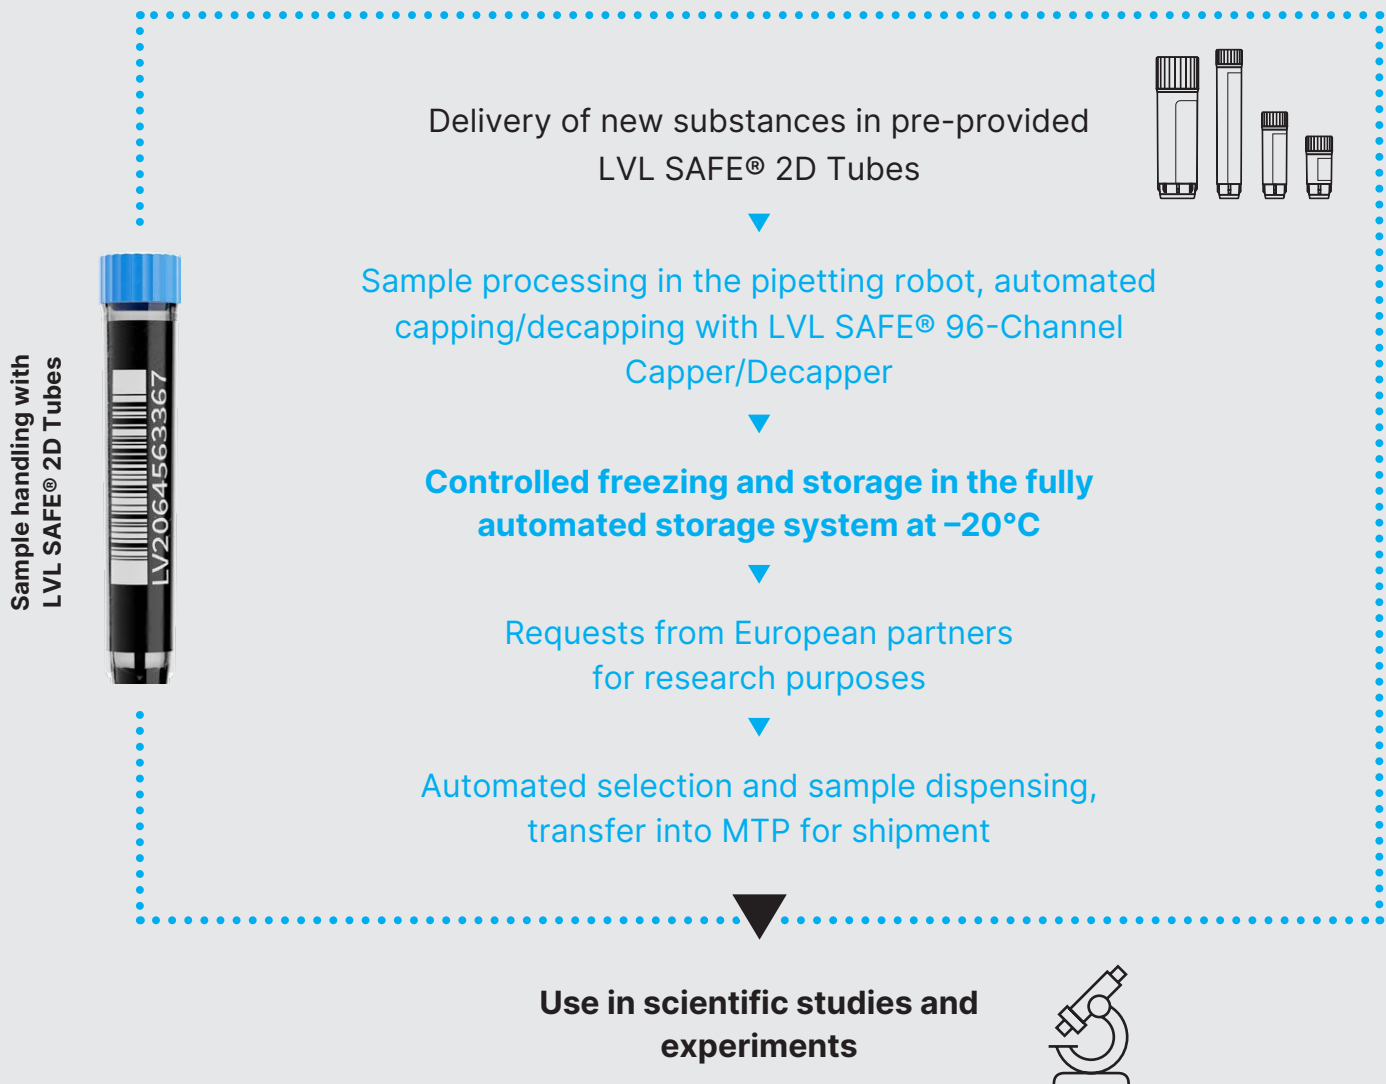 Delivery of new substances in pre-provided
LVL SAFE® 2D Tubes
Sample processing in the pipetting robot, automated
capping/decapping with LVL SAFE® 96-Channel
Capper/Decapper
Controlled freezing and storage in the fully
automated storage system at –20°C
Requests from European partners
for research purposes
Automated selection and sample dispensing,
transfer into MTP for shipment
Use in scientific studies and
experiments
Sample handling with
LVL SAFE® 2D Tubes
LV2064563367